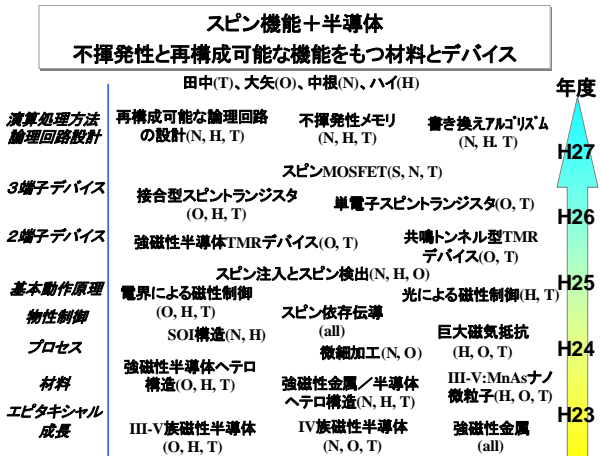 スピン機能＋半導体
不揮発性と再構成可能な機能をもつ材料とデバイス
田中(T)、大矢(O)、中根(N)、ハイ(H)
年度
演算処理方法
論理回路設計
再構成可能な論理回路
の設計(N, H, T)
不揮発性メモリ
(N, H, T)
書き換えアルゴリズム
(N, H. T)
H27
スピンMOSFET(S, N, T)
3端子デバイス
接合型スピントランジスタ
(O, H, T)
単電子スピントランジスタ(O, T)
H26
2端子デバイス
強磁性半導体TMRデバイス(O, T)
共鳴トンネル型TMR
デバイス(O, T)
スピン注入とスピン検出(N, H, O)
H25
基本動作原理
電界による磁性制御
(O, H, T)
光による磁性制御(H, T)
物性制御
スピン依存伝導
(all)
SOI構造(N, H)
巨大磁気抵抗
(H, O, T)
プロセス
微細加工(N, O)
H24
材料
強磁性半導体ヘテロ
構造(O, H, T)
強磁性金属／半導体
ヘテロ構造(N, H, T)
III-V:MnAsナノ
微粒子(H, O, T)
エピタキシャル
成長
H23
III-V族磁性半導体
(O, H, T)
IV族磁性半導体
(N, O, T)
強磁性金属
(all)